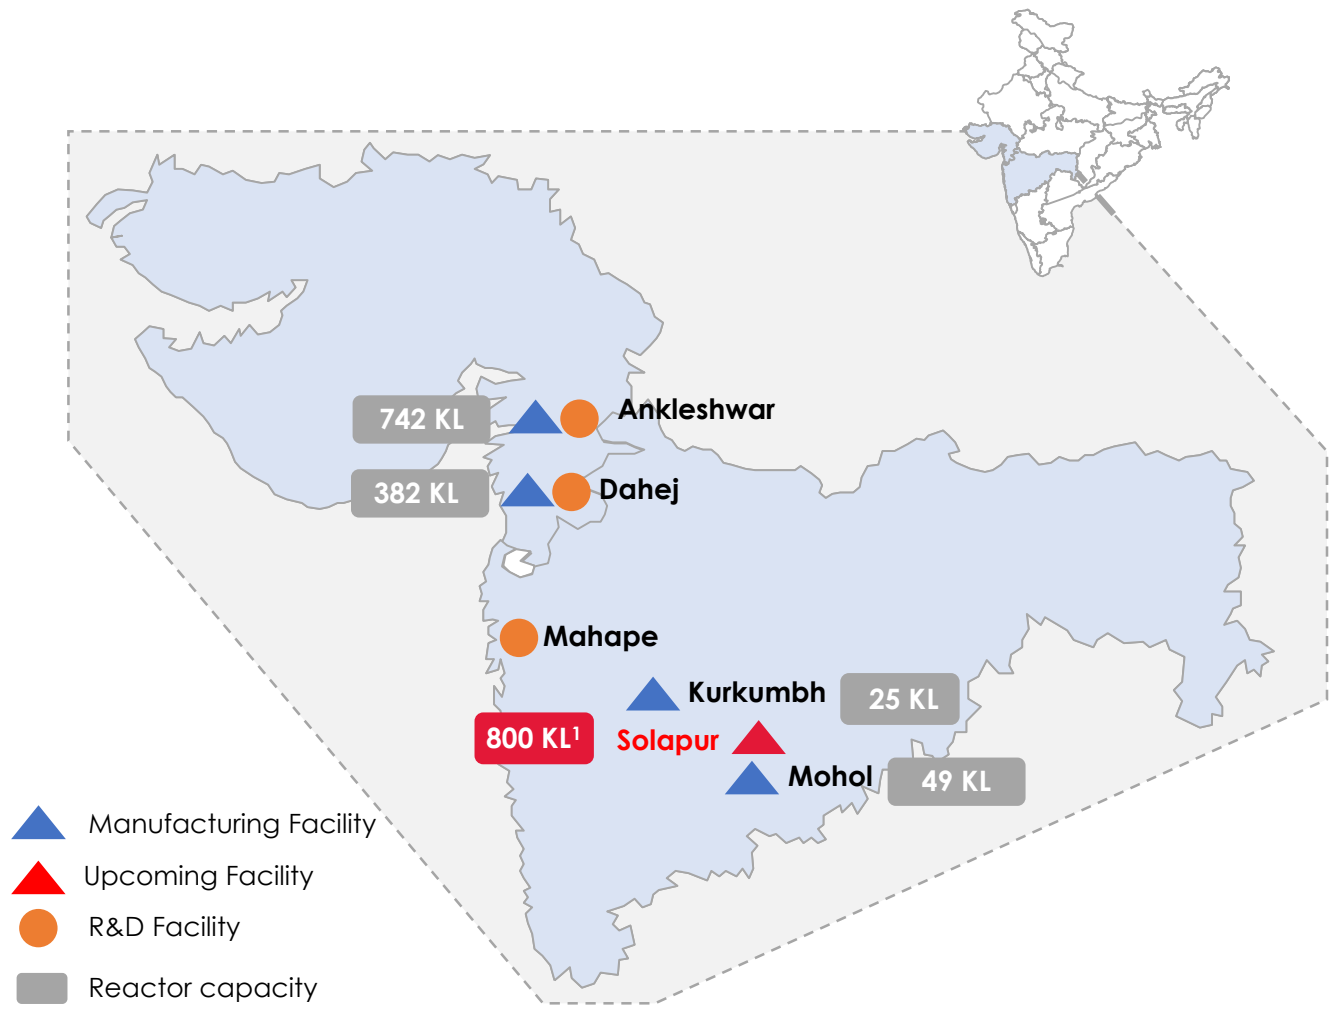 742 KL
Ankleshwar
382 KL
Dahej
Mahape
Kurkumbh
25 KL
800 KL¹
Solapur
Mohol
49 KL
Manufacturing Facility
Upcoming Facility
R&D Facility
Reactor capacity